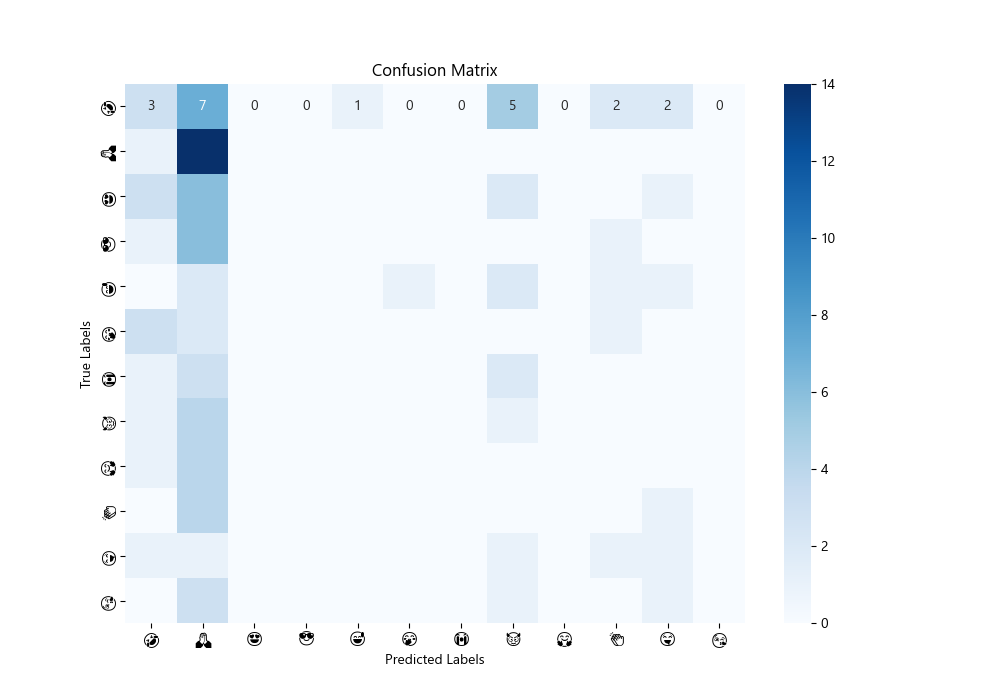 Confusion Matrix
3 7 0 0 1 0 0 5 0 2 2 0
14
12
10
8
6
4
2
0
True Labels
🤣 🙏 😍 😎 😅 🤭 😭 😈 🤗 👏 😄 😘
Predicted Labels